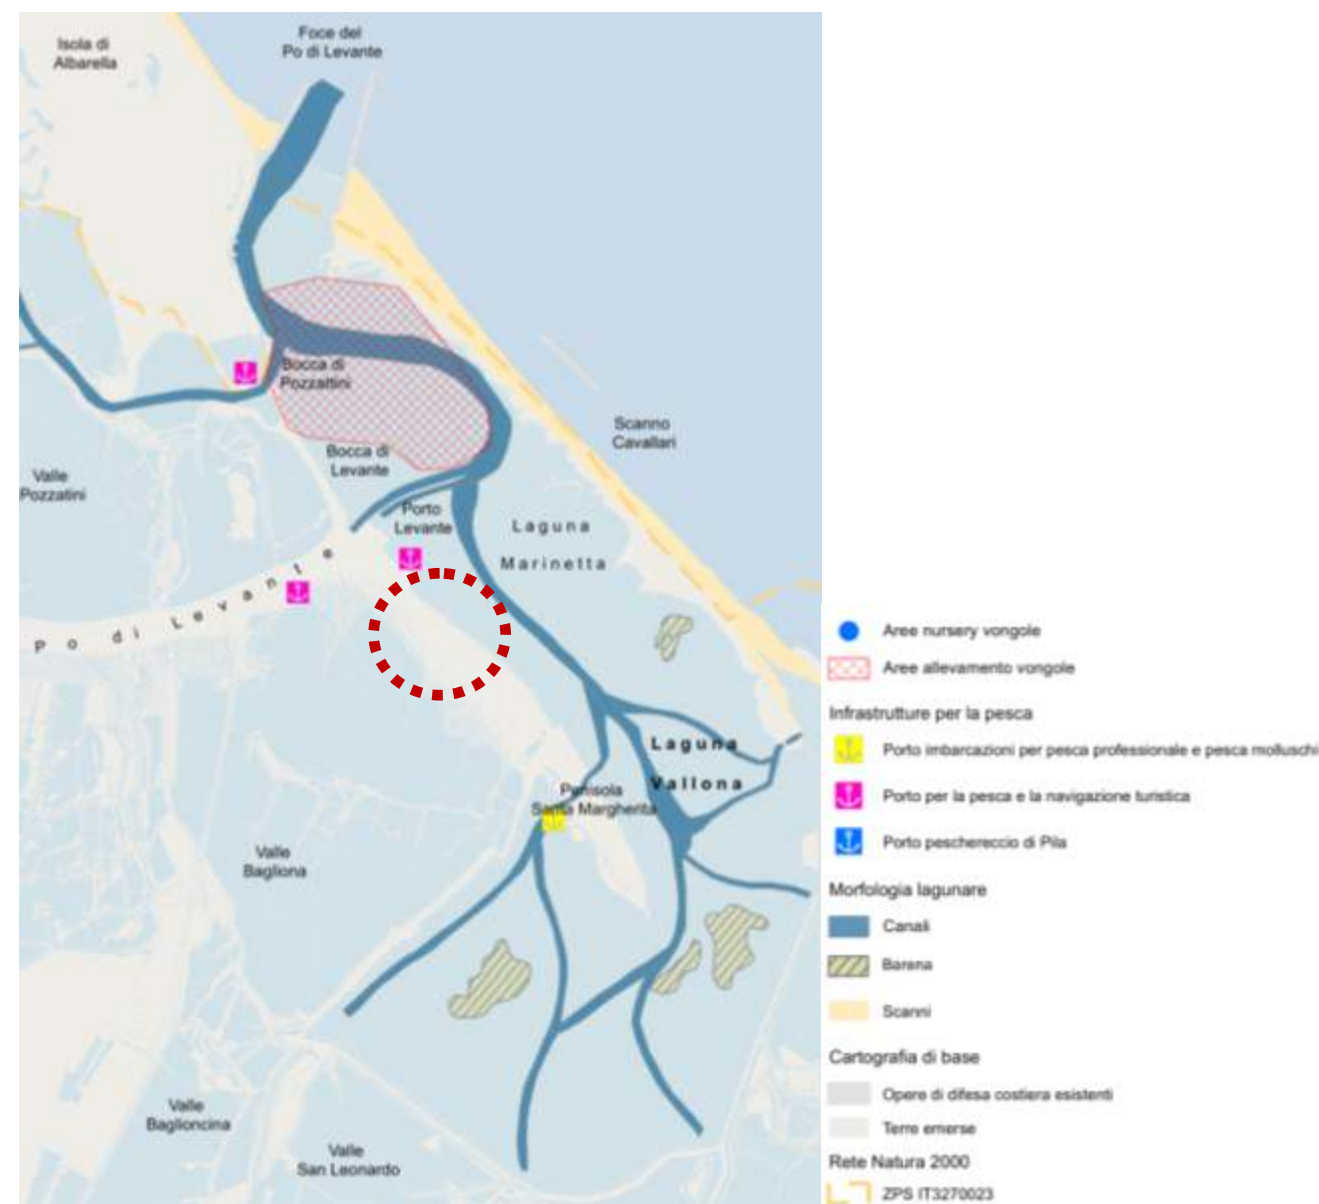 Isola di
Albarella
Foce del
Po di Levante
Bocca di
Pozzattini
Scanno
Cavallari
Bocca di
Levante
Valle
Pozzatini
Porto
Levante
Laguna
Marinetta
Po di Levante
Laguna
Vallona
Penisola
Santa Margherita
Valle
Bagliona
Valle
Baglioncina
Valle
San Leonardo
Aree nursery vongole
Aree allevamento vongole
Infrastrutture per la pesca
Porto imbarcazioni per pesca professionale e pesca molluschi
Porto per la pesca e la navigazione turistica
Porto peschereccio di Pila
Morfologia lagunare
Canali
Barena
Scanni
Cartografia di base
Opere di difesa costiera esistenti
Terre emerse
Rete Natura 2000
ZPS IT3270023